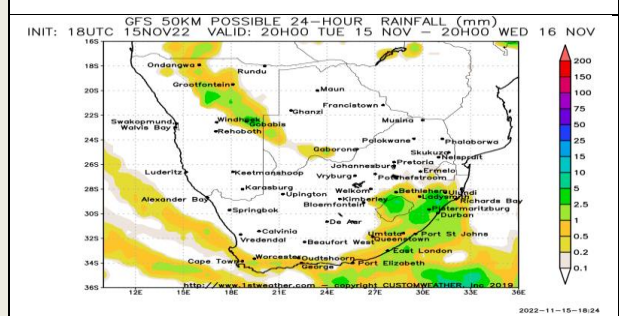 GFS 50KM POSSIBLE 24-HOUR RAINFALL (mm)
INIT: 18UTC 15NOV22 VALID: 20H00 TUE 15 NOV - 20H00 WED 16 NOV
16S
18S
20S
22S
24S
26S
28S
30S
32S
34S
36S
Ondangwa
Rundu
Grootfontein
Maun
Francistown
Ghanzi
Swakopmund
Windhoek
Gobabis
Walvis Bay
Rehoboth
Musina
Polokwane
Phalaborwa
Gaborone
Skukuza
Johannesburg
Pretoria
Nelspruit
Luderitz
Keetmanshoop
Vryburg
Potchefstroom
Ermelo
Karasburg
Upington
Welkom
Bethlehem
Ulundi
Alexander Bay
Kimberley
Ladysmith
Richards Bay
Bloemfontein
Springbok
Pietermaritzburg
Durban
De Aar
Calvinia
Umtata
Port St Johns
Vredendal
Beaufort West
Queenstown
East London
Cape Town
Worcester
Oudtshoorn
George
Port Elizabeth
http://www.1stweather.com - copyright CUSTOMWEATHER, inc 2019
12E 15E 18E 21E 24E 27E 30E 33E 36E
200
150
100
75
50
25
15
10
5
2.5
1
0.5
0.2
0.1
2022-11-15-18:24